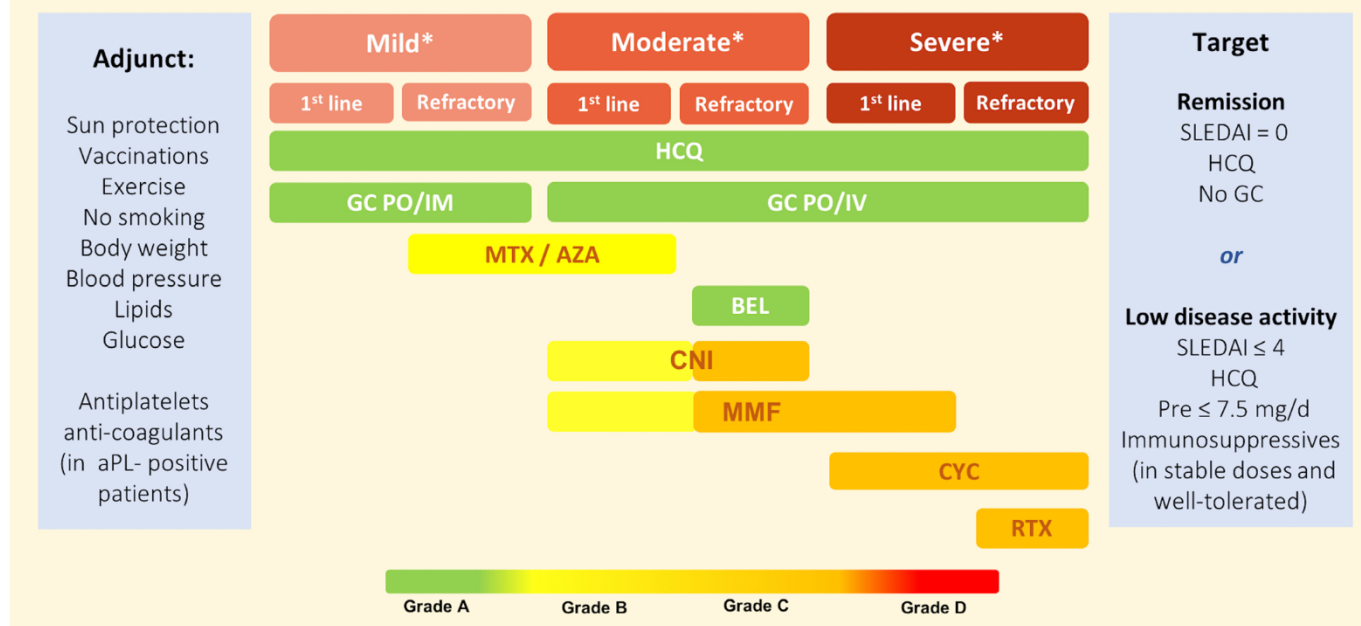 Adjunct:
Sun protection
Vaccinations
Exercise
No smoking
Body weight
Blood pressure
Lipids
Glucose
Antiplatelets
anti-coagulants
(in aPL- positive
patients)
Mild*
Moderate*
Severe*
1st line
Refractory
1st line
Refractory
1st line
Refractory
HCQ
GC PO/IM
GC PO/IV
MTX / AZA
BEL
CNI
MMF
CYC
RTX
Grade A
Grade B
Grade C
Grade D
Target
Remission
SLEDAI = 0
HCQ
No GC
or
Low disease activity
SLEDAI ≤ 4
HCQ
Pre ≤ 7.5 mg/d
Immunosuppressives
(in stable doses and
well-tolerated)